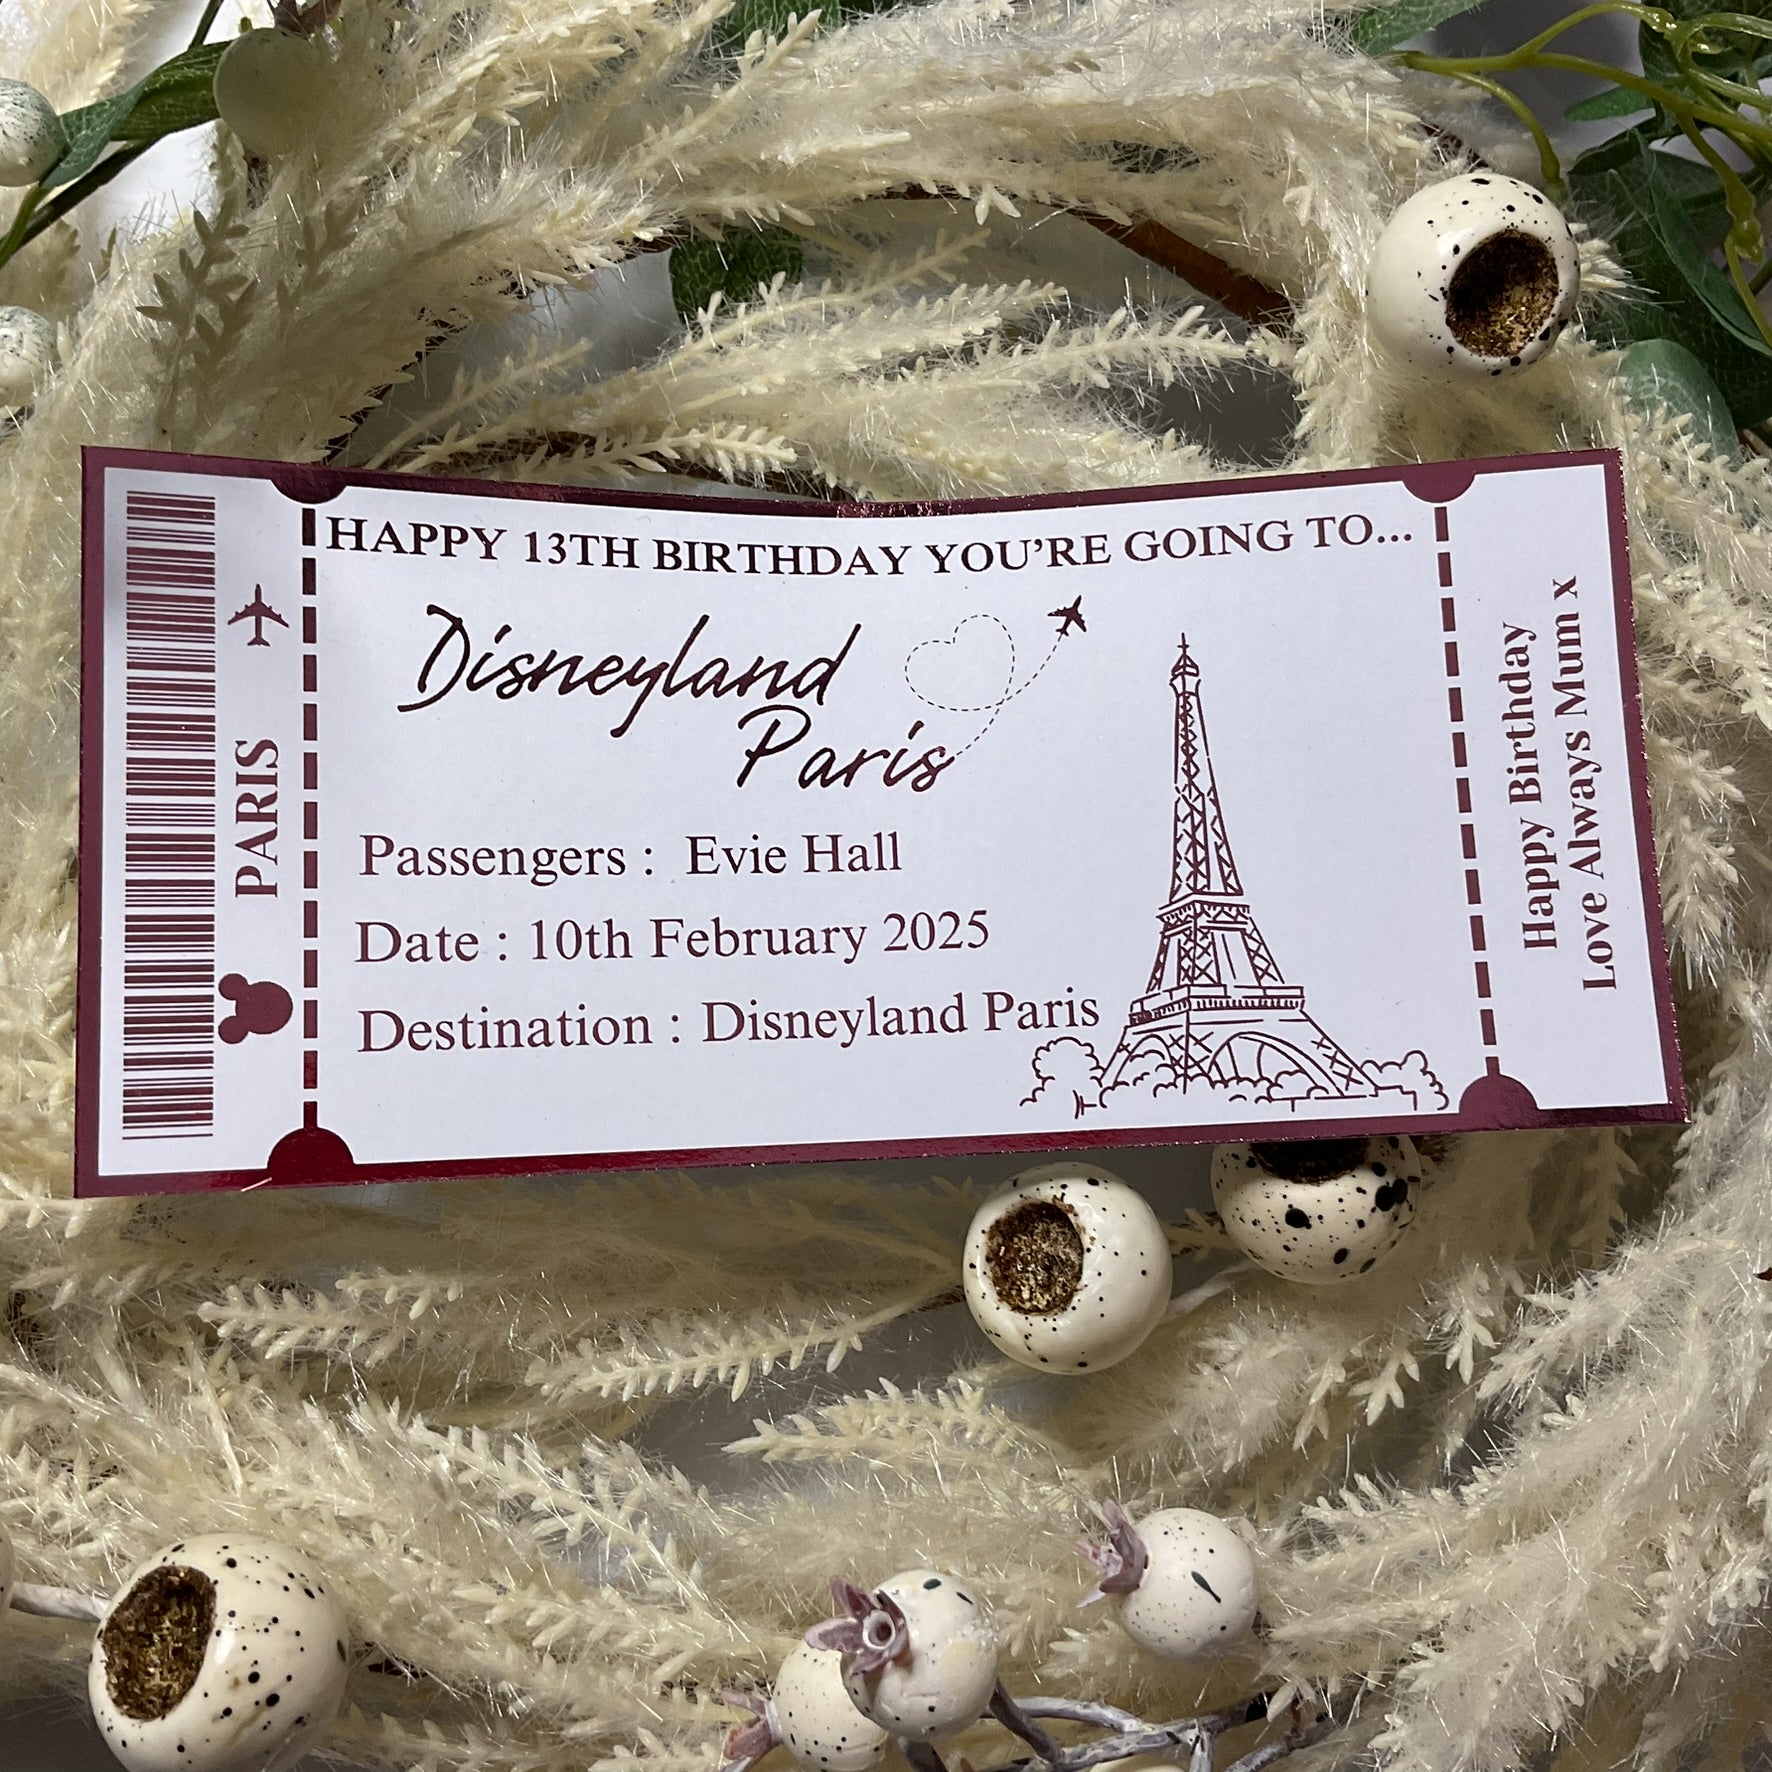 PARIS
HAPPY 13TH BIRTHDAY YOU’RE GOING TO...
Disneyland
Paris
Passengers : Evie Hall
Date : 10th February 2025
Destination : Disneyland Paris
Happy Birthday
Love Always Mum x